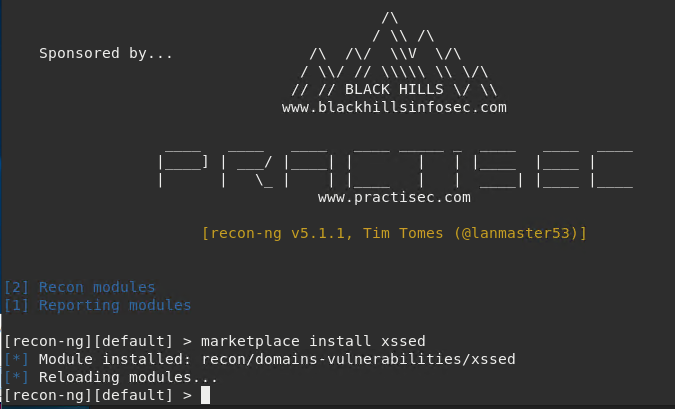 Sponsored by...
BLACK HILLS
www.blackhillsinfosec.com
PRACTISEC
www.practisec.com
[recon-ng v5.1.1, Tim Tomes (@lanmaster53)]
[2] Recon modules
[1] Reporting modules
[recon-ng][default] > marketplace install xssed
[*] Module installed: recon/domains-vulnerabilities/xssed
[*] Reloading modules...
[recon-ng][default] >